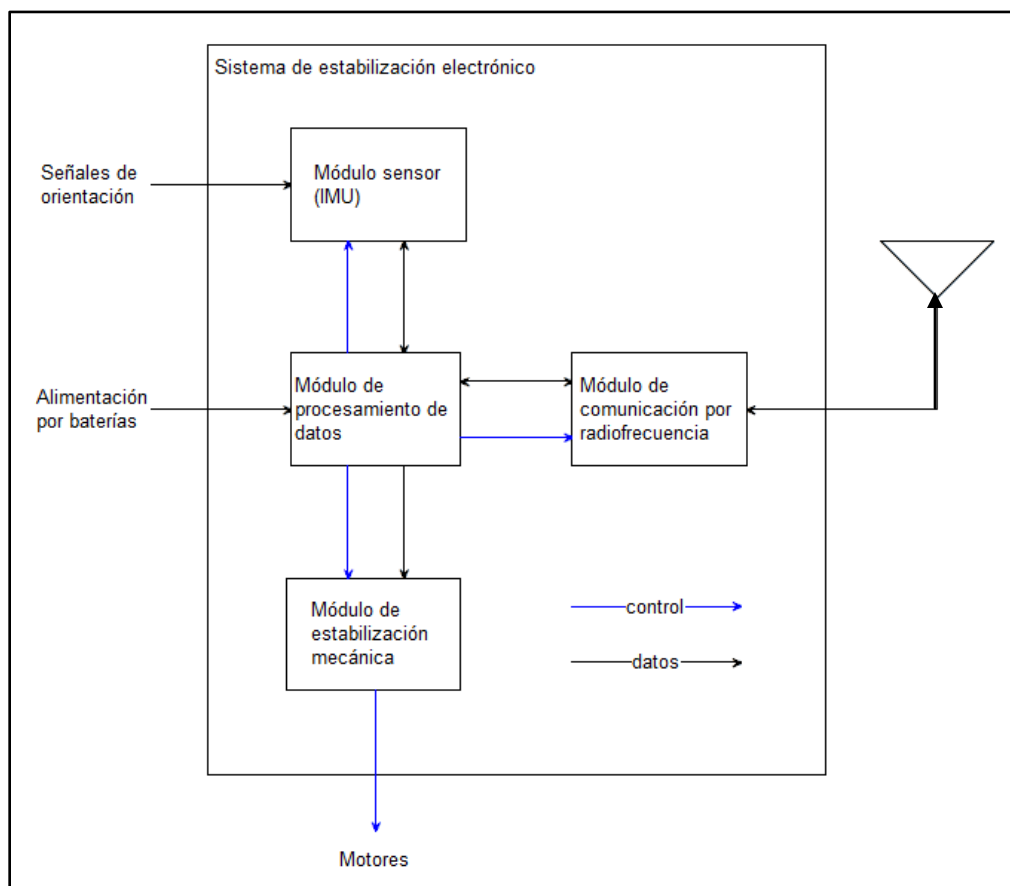 Sistema de estabilización electrónico
Señales de
orientación
Módulo sensor
(IMU)
Alimentación
por baterías
Módulo de
procesamiento de
datos
Módulo de
comunicación por
radiofrecuencia
Módulo de
estabilización
mecánica
control
datos
Motores